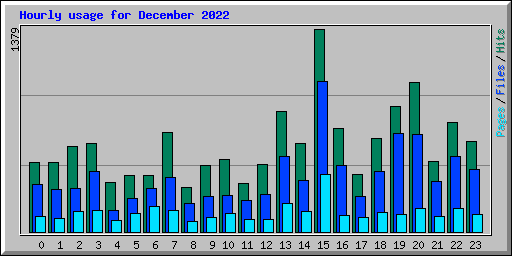 Hourly usage for December 2022
1379
Pages/Files/Hits
0 1 2 3 4 5 6 7 8 9 10 11 12 13 14 15 16 17 18 19 20 21 22 23